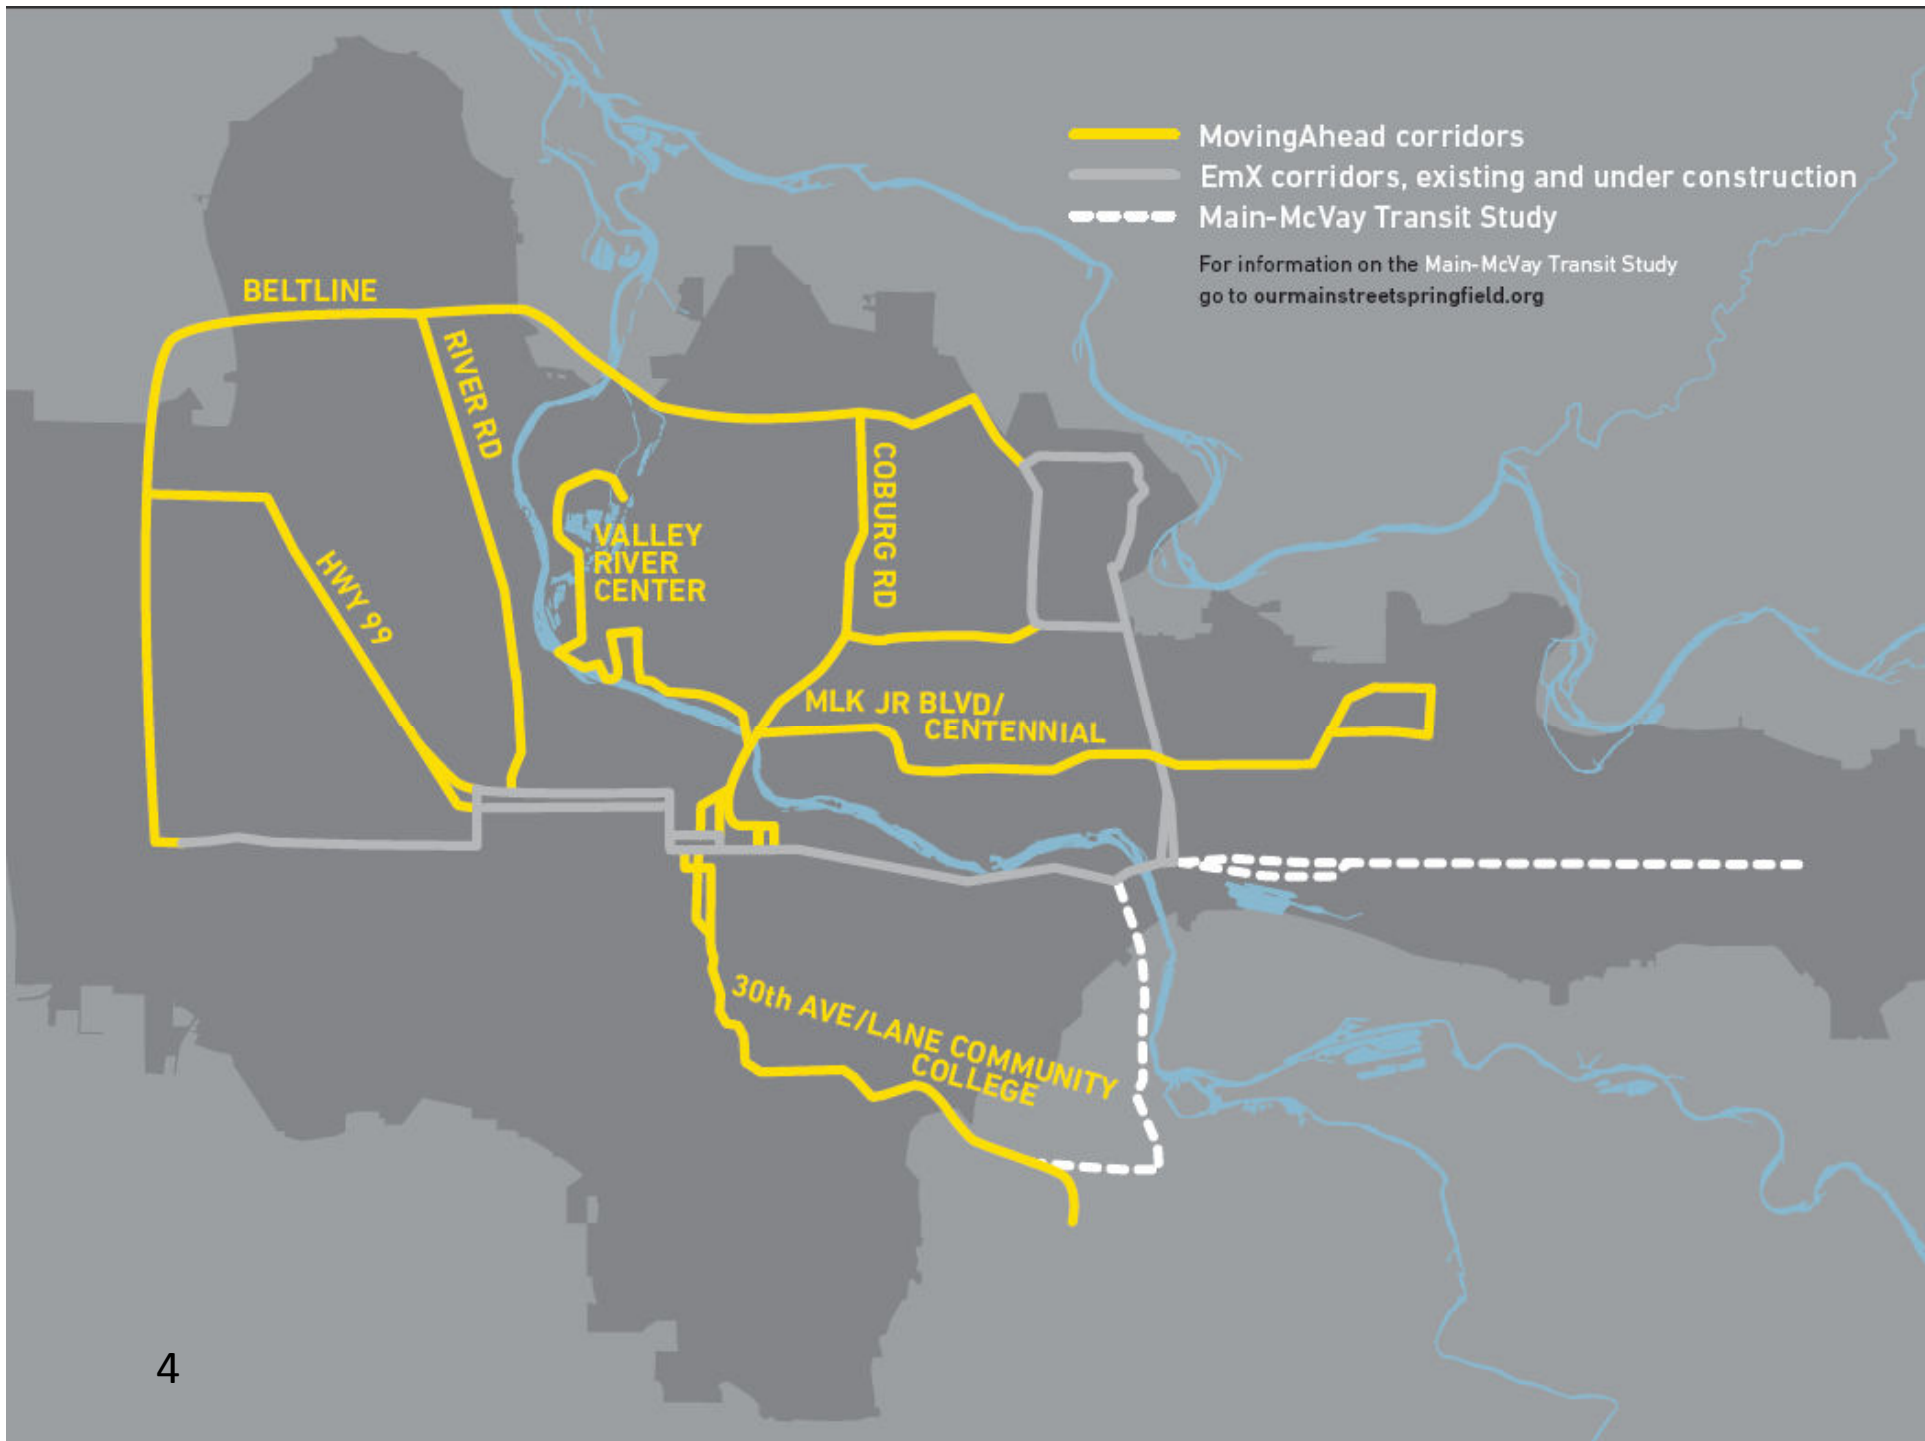 MovingAhead corridors
EmX corridors, existing and under construction
Main-McVay Transit Study
For information on the Main-McVay Transit Study
go to ourmainstreetspringfield.org
BELTLINE
RIVER RD
COBURG RD
VALLEY
RIVER
CENTER
HWY 99
MLK JR BLVD/
CENTENNIAL
30th AVE/LANE COMMUNITY
COLLEGE
4